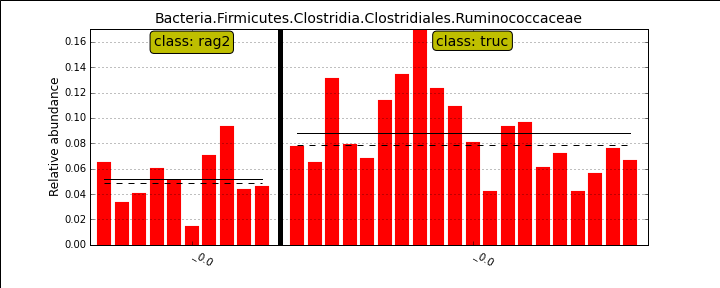 Bacteria.Firmicutes.Clostridia.Clostridiales.Ruminococcaceae
class: rag2
class: truc
Relative abundance
0.16
0.14
0.12
0.10
0.08
0.06
0.04
0.02
0.00
0.0
0.0